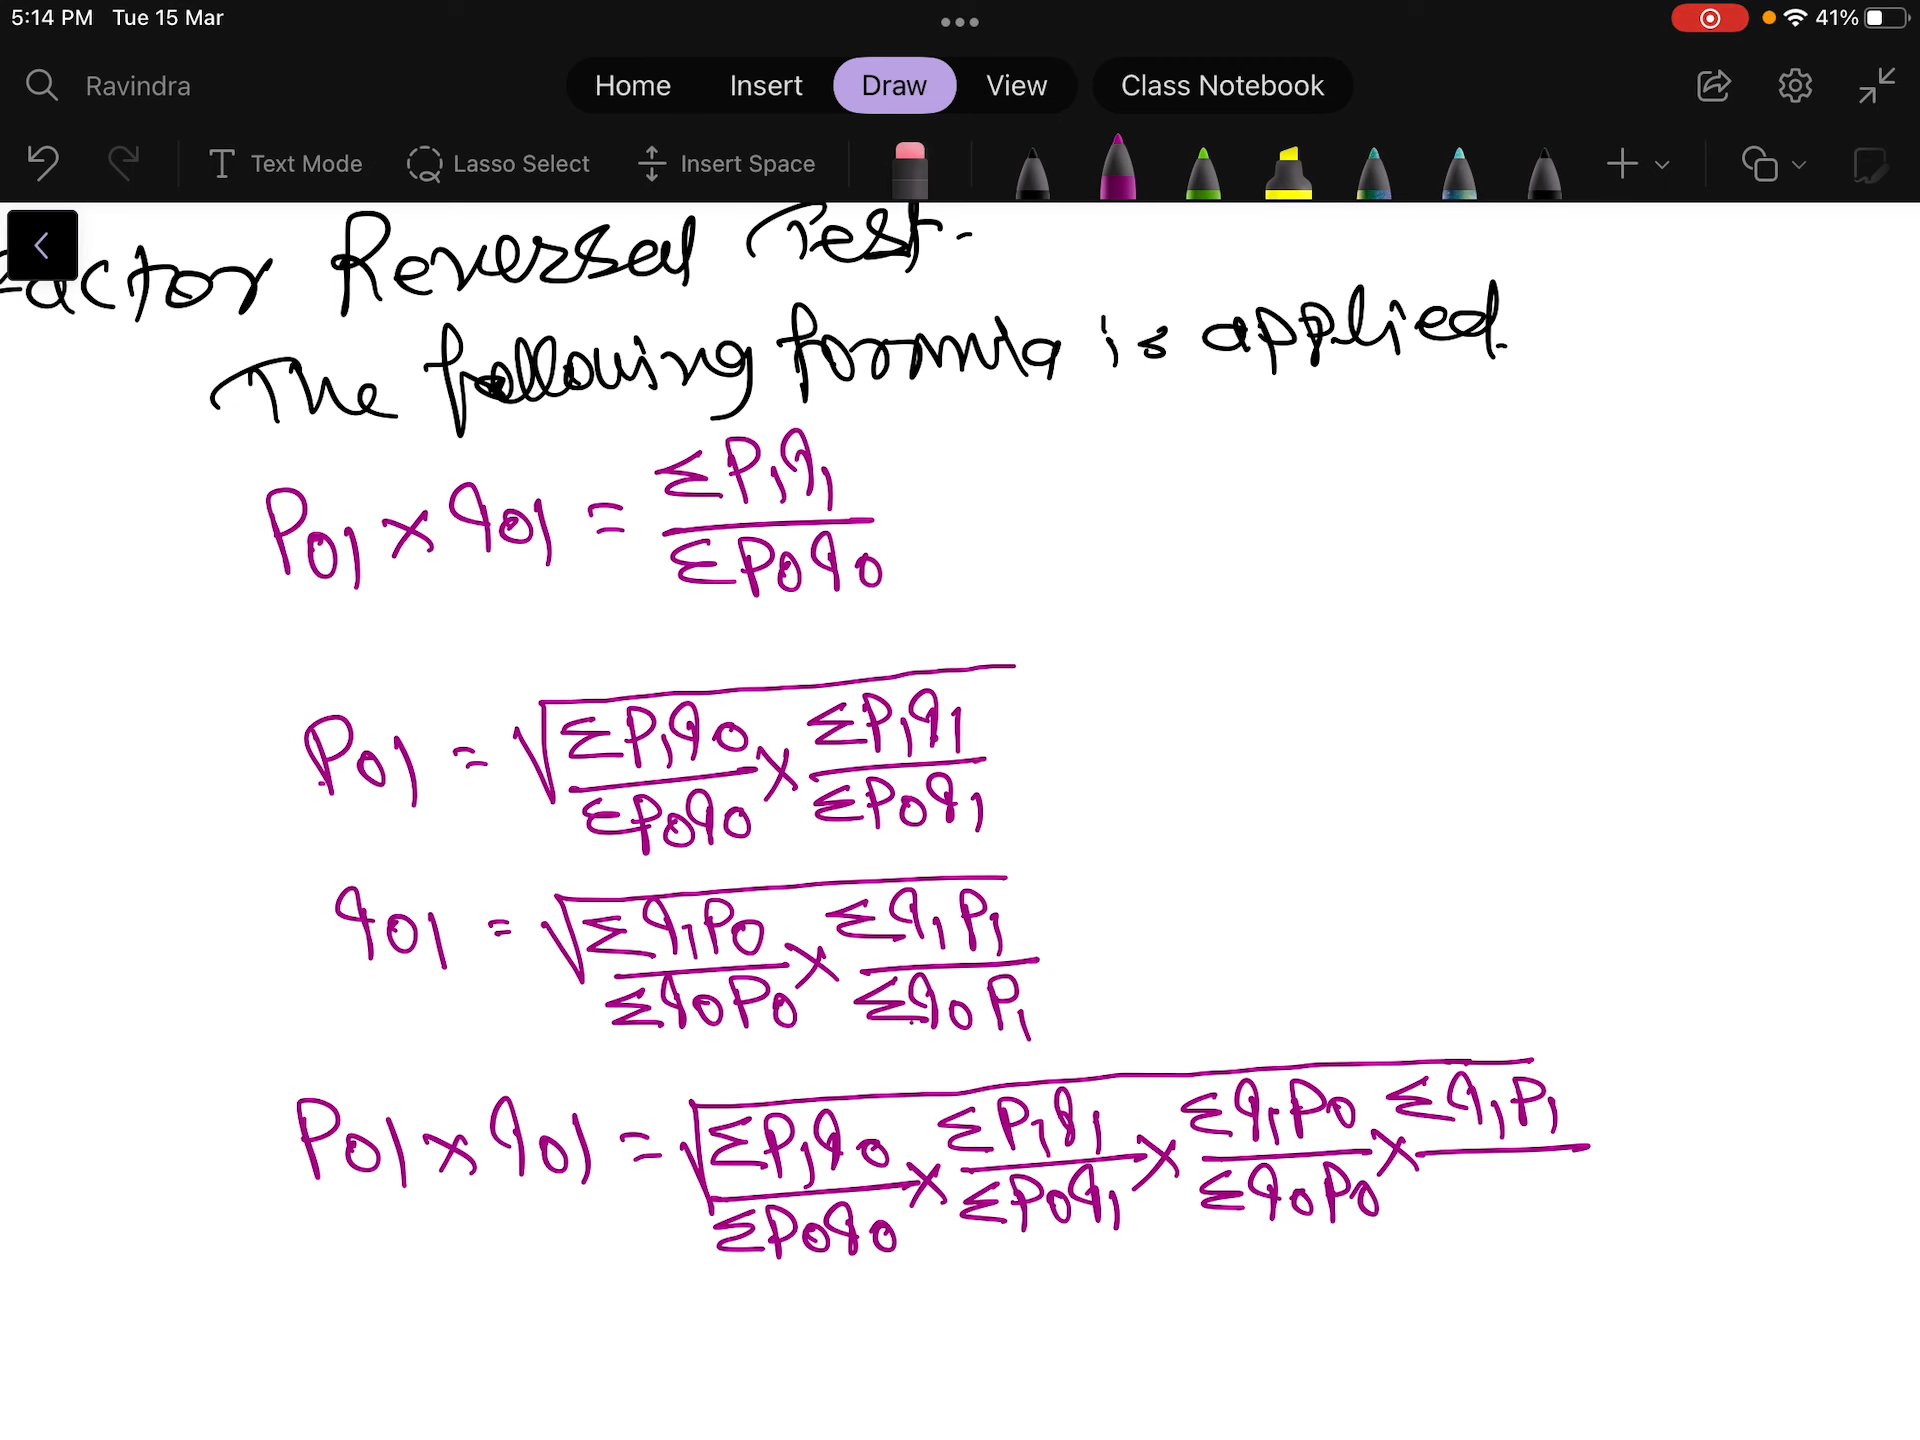 5:14 PM Tue 15 Mar 41%
Ravindra Home Insert Draw View Class Notebook
Text Mode Lasso Select Insert Space
Factor Reversal Test.
The following formula is applied.
P₀₁ × q₀₁ = ΣP₁q₁ / ΣP₀q₀
P₀₁ = √(ΣP₁q₀ / ΣP₀q₀ × ΣP₁q₁ / ΣP₀q₁)
q₀₁ = √(Σq₁P₀ / Σq₀P₀ × Σq₁P₁ / Σq₀P₁)
P₀₁ × q₀₁ = √(ΣP₁q₀ / ΣP₀q₀ × ΣP₁q₁ / ΣP₀q₁ × Σq₁P₀ / Σq₀P₀ × Σq₁P₁ /